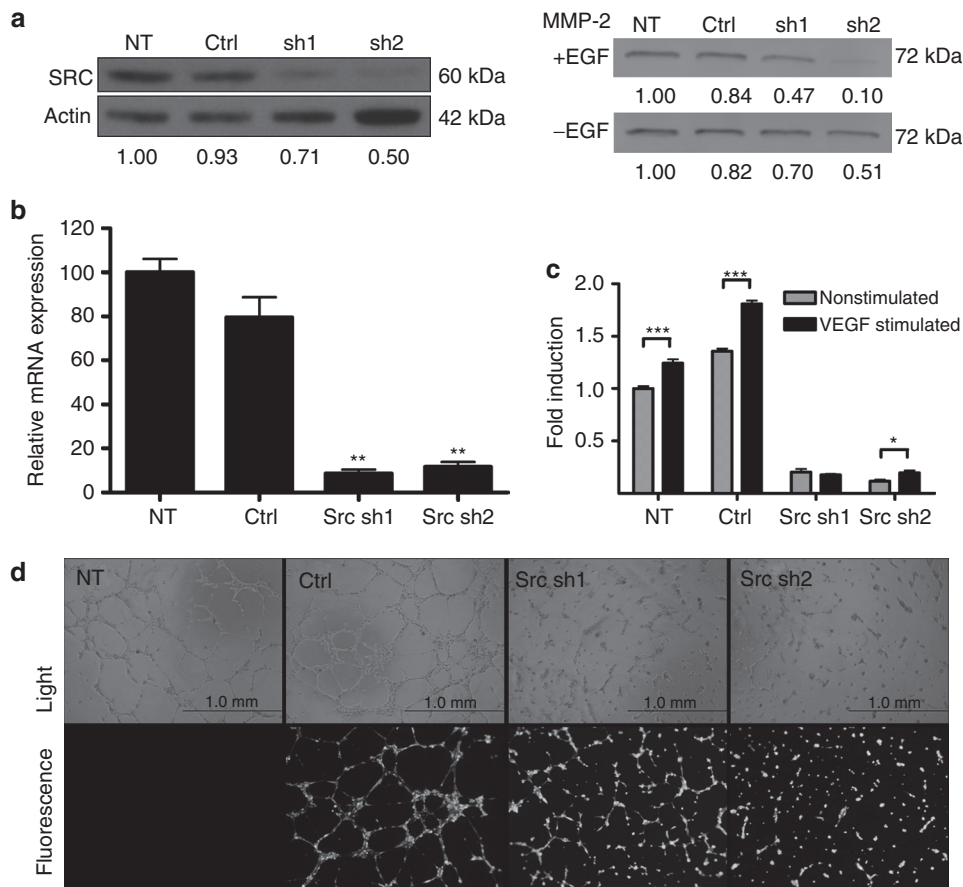 a
NT Ctrl sh1 sh2
SRC 60 kDa
Actin 42 kDa
1.00 0.93 0.71 0.50
MMP-2 NT Ctrl sh1 sh2
+EGF 72 kDa
1.00 0.84 0.47 0.10
−EGF 72 kDa
1.00 0.82 0.70 0.51
b
Relative mRNA expression
120
100
80
60
40
20
0
** **
NT Ctrl Src sh1 Src sh2
c
Fold induction
2.0
1.5
1.0
0.5
*** *** *
Nonstimulated
VEGF stimulated
NT Ctrl Src sh1 Src sh2
d
NT Ctrl Src sh1 Src sh2
Light
1.0 mm 1.0 mm 1.0 mm 1.0 mm
Fluorescence